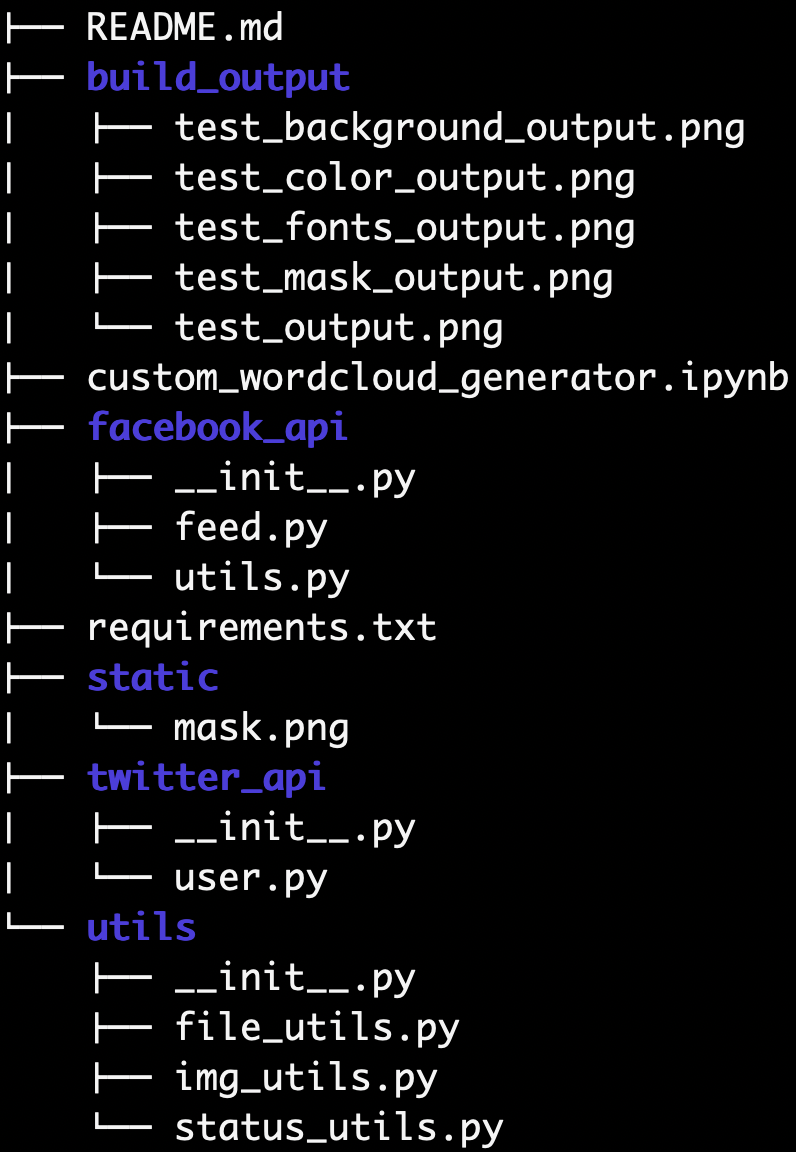 ├── README.md
├── build_output
│   ├── test_background_output.png
│   ├── test_color_output.png
│   ├── test_fonts_output.png
│   ├── test_mask_output.png
│   └── test_output.png
├── custom_wordcloud_generator.ipynb
├── facebook_api
│   ├── __init__.py
│   ├── feed.py
│   └── utils.py
├── requirements.txt
├── static
│   └── mask.png
├── twitter_api
│   ├── __init__.py
│   └── user.py
└── utils
    ├── __init__.py
    ├── file_utils.py
    ├── img_utils.py
    └── status_utils.py